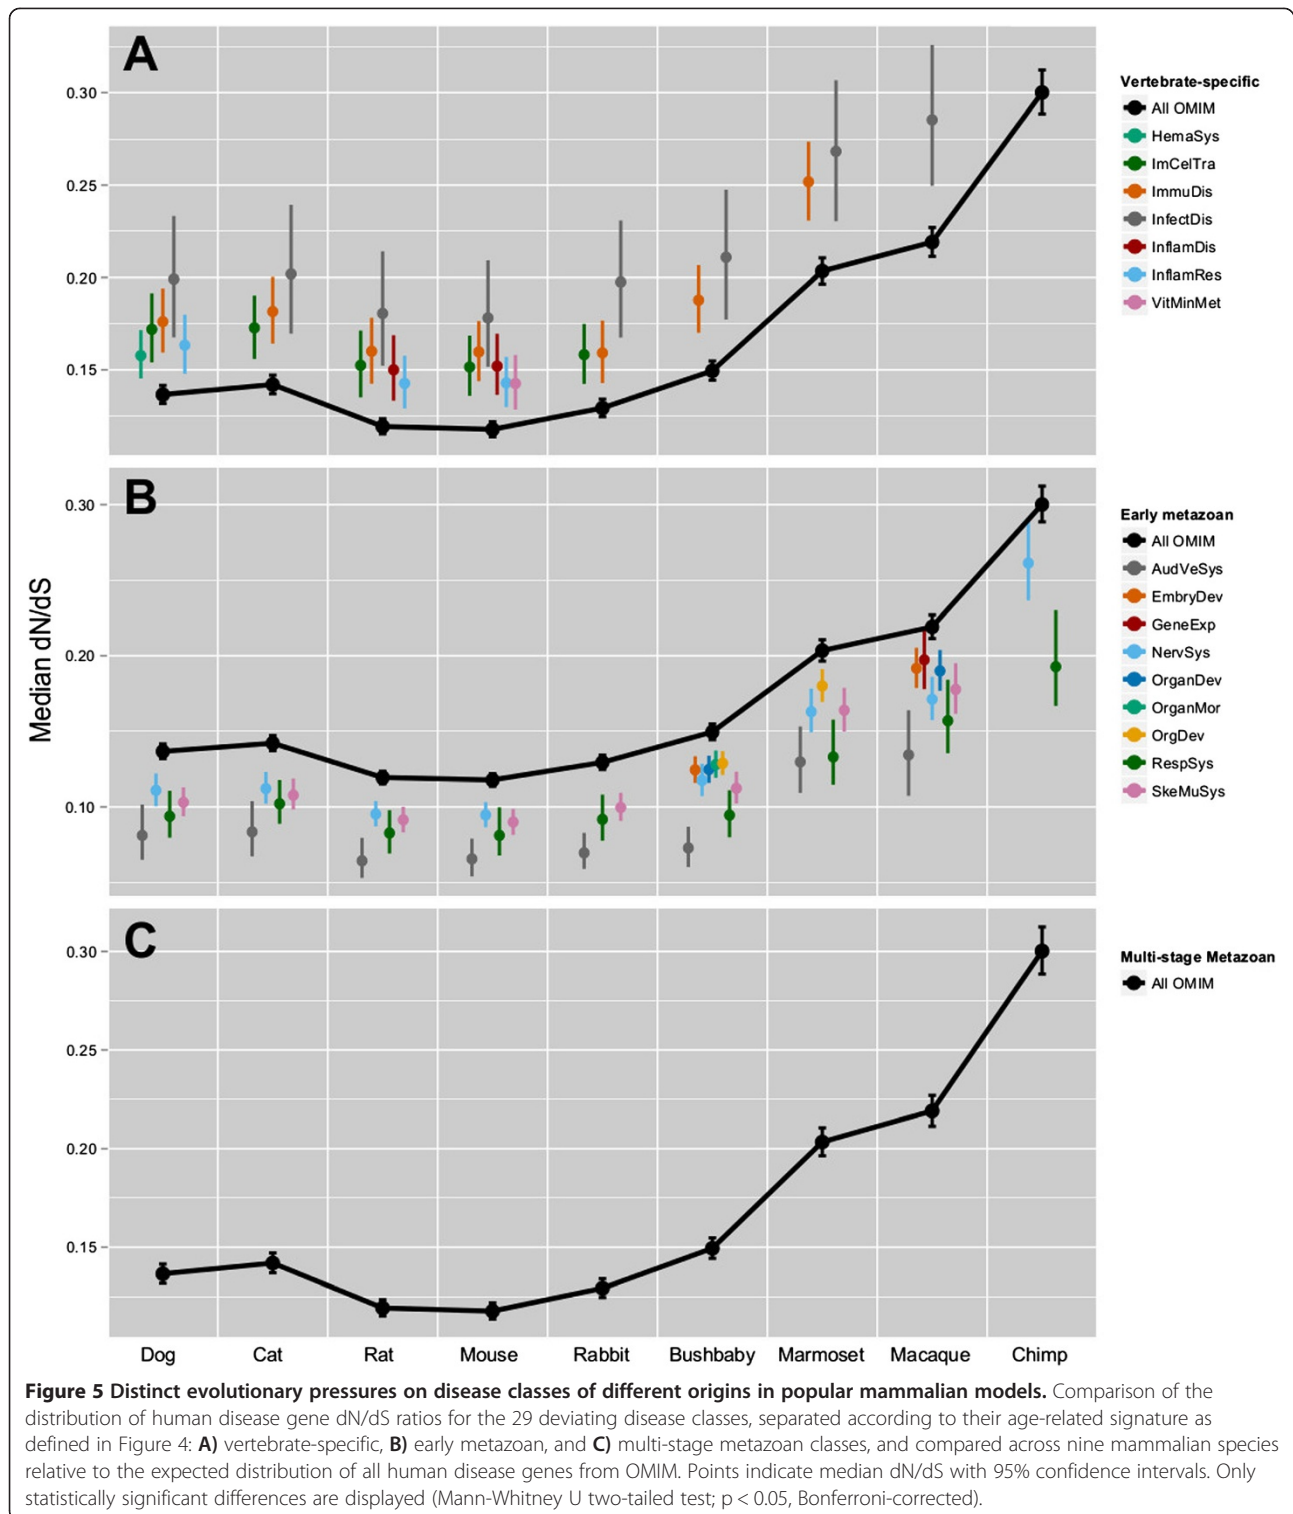 A
0.30
0.25
0.20
0.15
Vertebrate-specific
All OMIM
HemaSys
ImCelTra
ImmuDis
InfectDis
InflamDis
InflamRes
VitMinMet
B
0.30
0.20
0.10
Median dN/dS
Early metazoan
All OMIM
AudVeSys
EmbryDev
GeneExp
NervSys
OrganDev
OrganMor
OrgDev
RespSys
SkeMuSys
C
0.30
0.25
0.20
0.15
Multi-stage Metazoan
All OMIM
Dog Cat Rat Mouse Rabbit Bushbaby Marmoset Macaque Chimp
Figure 5 Distinct evolutionary pressures on disease classes of different origins in popular mammalian models. Comparison of the
distribution of human disease gene dN/dS ratios for the 29 deviating disease classes, separated according to their age-related signature as
defined in Figure 4: A) vertebrate-specific, B) early metazoan, and C) multi-stage metazoan classes, and compared across nine mammalian species
relative to the expected distribution of all human disease genes from OMIM. Points indicate median dN/dS with 95% confidence intervals. Only
statistically significant differences are displayed (Mann-Whitney U two-tailed test; p < 0.05, Bonferroni-corrected).